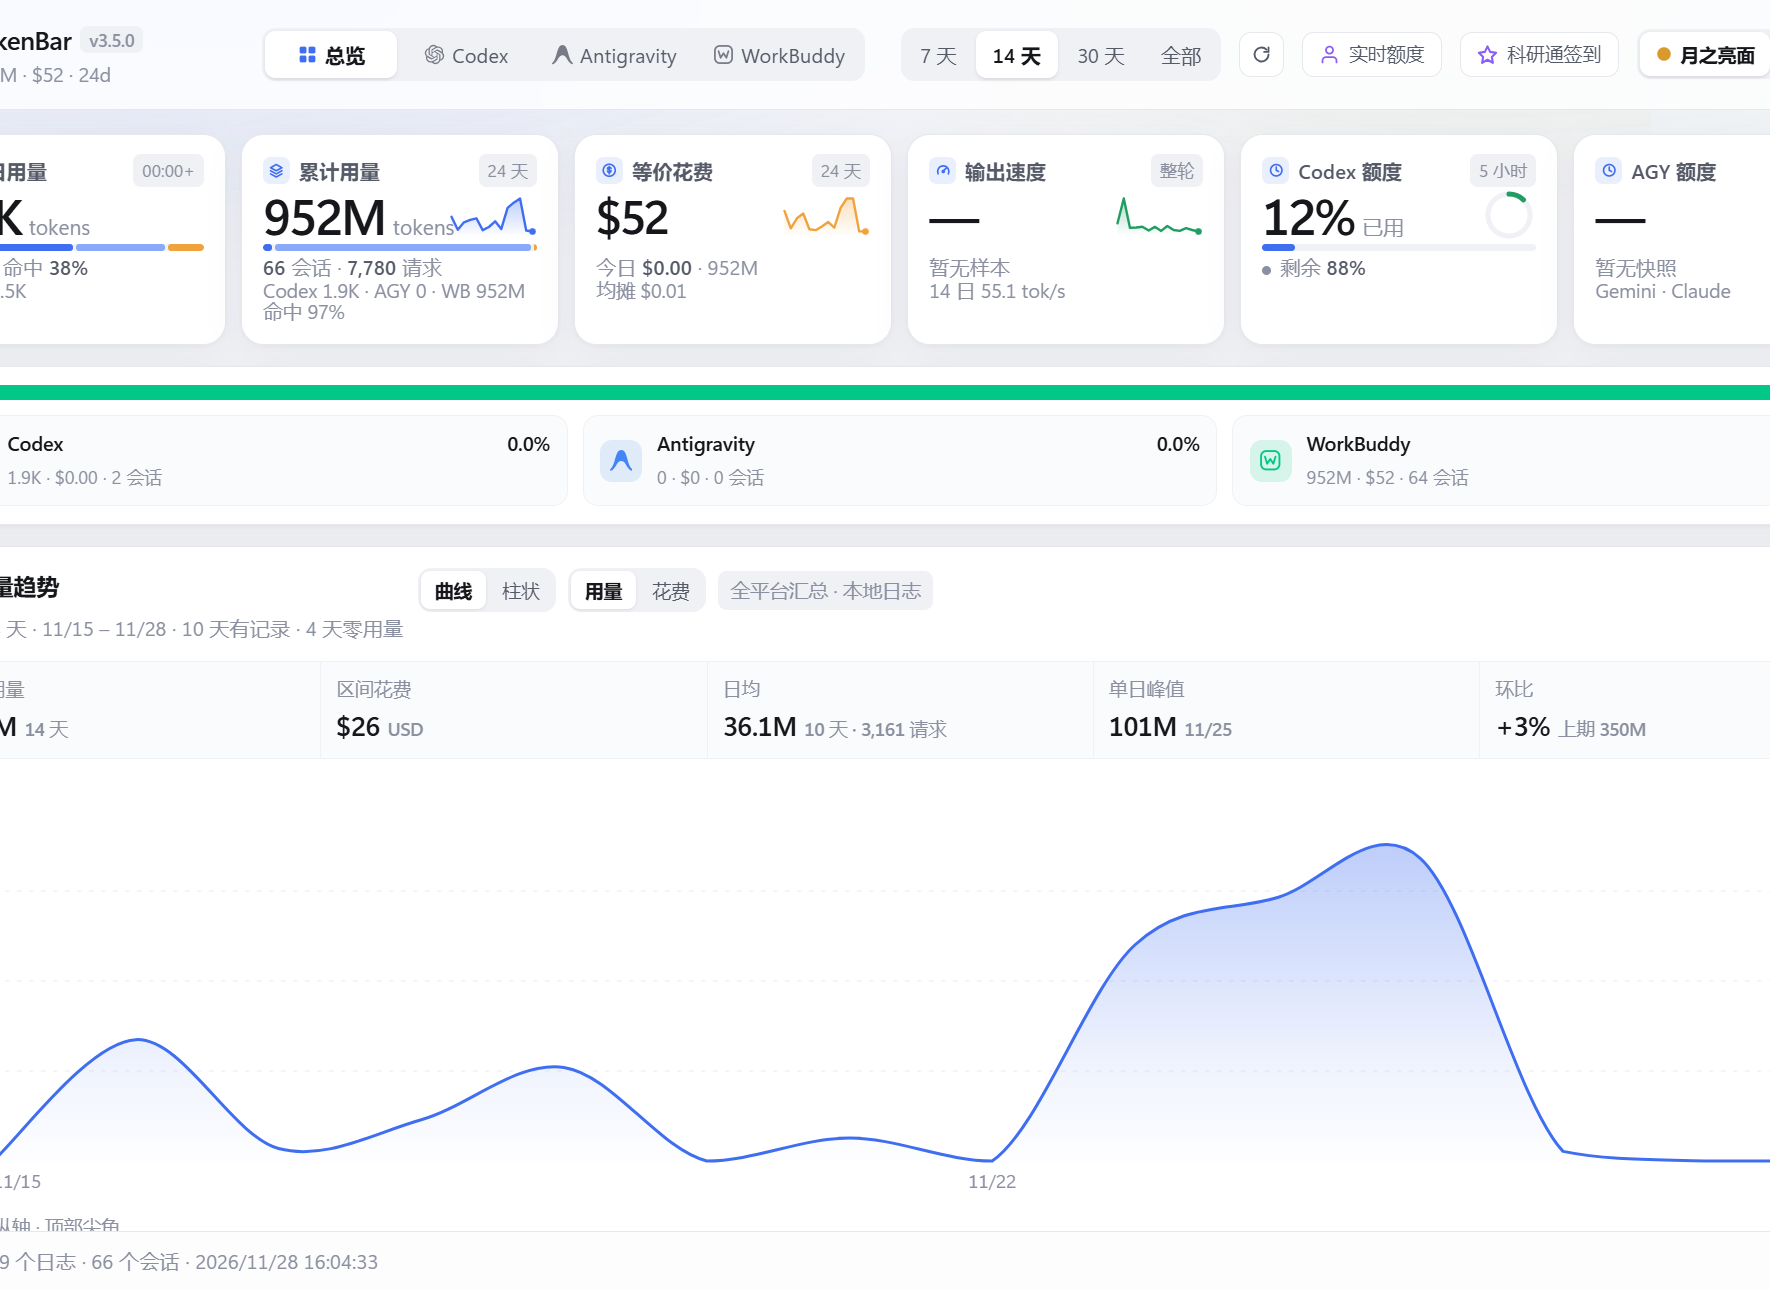 kenBar v3.5.0
M · $52 · 24d
总览 Codex Antigravity WorkBuddy
7 天 14 天 30 天 全部
实时额度 科研通签到 月之亮面
日用量 00:00+
K tokens
命中 38%
.5K
累计用量 24 天
952M tokens
66 会话 · 7,780 请求
Codex 1.9K · AGY 0 · WB 952M
命中 97%
等价花费 24 天
$52
今日 $0.00 · 952M
均摊 $0.01
输出速度 整轮
—
暂无样本
14 日 55.1 tok/s
Codex 额度 5 小时
12% 已用
剩余 88%
AGY 额度
—
暂无快照
Gemini · Claude
Codex 0.0%
1.9K · $0.00 · 2 会话
Antigravity 0.0%
0 · $0 · 0 会话
WorkBuddy
952M · $52 · 64 会话
量趋势
曲线 柱状 用量 花费 全平台汇总 · 本地日志
天 · 11/15 – 11/28 · 10 天有记录 · 4 天零用量
用量
M 14 天
区间花费
$26 USD
日均
36.1M 10 天 · 3,161 请求
单日峰值
101M 11/25
环比
+3% 上期 350M
11/15 11/22
纵轴 · 顶部尖角
9 个日志 · 66 个会话 · 2026/11/28 16:04:33